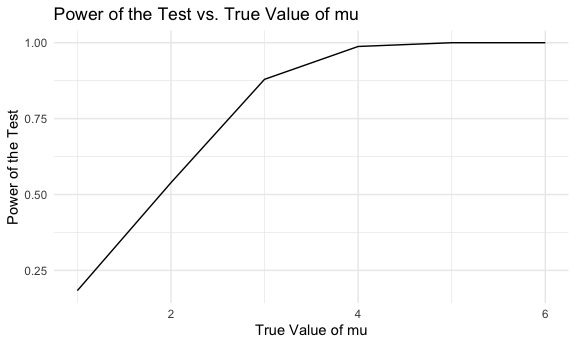 Power of the Test vs. True Value of mu
1.00
0.75
0.50
0.25
Power of the Test
2 4 6
True Value of mu